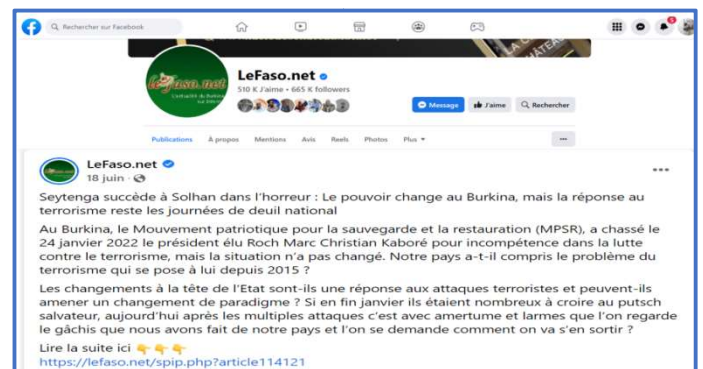 Rechercher sur Facebook
LA CU
CHÂTEAU
lefaso.net
L'actualité du Burkina
LeFaso.net
510 K J'aime • 665 K followers
Message
J'aime
Rechercher
Publications À propos Mentions Avis Reels Photos Plus
LeFaso.net
18 juin
Seytenga succède à Solhan dans l'horreur : Le pouvoir change au Burkina, mais la réponse au
terrorisme reste les journées de deuil national
Au Burkina, le Mouvement patriotique pour la sauvegarde et la restauration (MPSR), a chassé le
24 janvier 2022 le président élu Roch Marc Christian Kaboré pour incompétence dans la lutte
contre le terrorisme, mais la situation n'a pas changé. Notre pays a-t-il compris le problème du
terrorisme qui se pose à lui depuis 2015 ?
Les changements à la tête de l'Etat sont-ils une réponse aux attaques terroristes et peuvent-ils
amener un changement de paradigme ? Si en fin janvier ils étaient nombreux à croire au putsch
salvateur, aujourd'hui après les multiples attaques c'est avec amertume et larmes que l'on regarde
le gâchis que nous avons fait de notre pays et l'on se demande comment on va s'en sortir ?
Lire la suite ici 👇👇👇
https://lefaso.net/spip.php?article114121